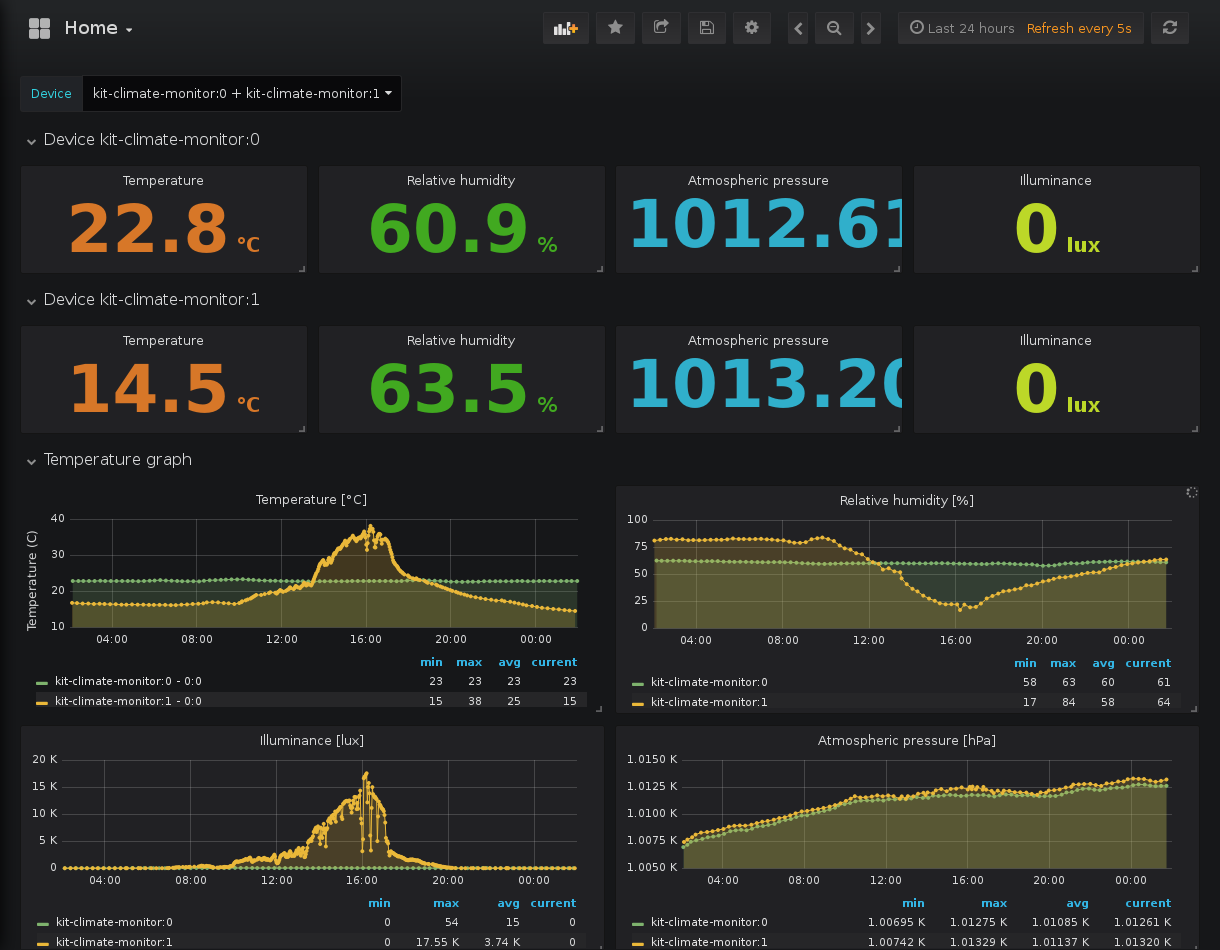 Home
Last 24 hours Refresh every 5s
Device kit-climate-monitor:0 + kit-climate-monitor:1
Device kit-climate-monitor:0
Temperature Relative humidity Atmospheric pressure Illuminance
22.8 °C 60.9 % 1012.61 0 lux
Device kit-climate-monitor:1
Temperature Relative humidity Atmospheric pressure Illuminance
14.5 °C 63.5 % 1013.20 0 lux
Temperature graph
Temperature [°C]
Temperature (C)
40
30
20
10
04:00 08:00 12:00 16:00 20:00 00:00
min max avg current
kit-climate-monitor:0 - 0:0 23 23 23 23
kit-climate-monitor:1 - 0:0 15 38 25 15
Relative humidity [%]
100
75
50
25
0
04:00 08:00 12:00 16:00 20:00 00:00
min max avg current
kit-climate-monitor:0 58 63 60 61
kit-climate-monitor:1 17 84 58 64
Illuminance [lux]
20 K
15 K
10 K
5 K
0
04:00 08:00 12:00 16:00 20:00 00:00
min max avg current
kit-climate-monitor:0 0 54 15 0
kit-climate-monitor:1 0 17.55 K 3.74 K 0
Atmospheric pressure [hPa]
1.0150 K
1.0125 K
1.0100 K
1.0075 K
1.0050 K
04:00 08:00 12:00 16:00 20:00 00:00
min max avg current
kit-climate-monitor:0 1.00695 K 1.01275 K 1.01085 K 1.01261 K
kit-climate-monitor:1 1.00742 K 1.01329 K 1.01137 K 1.01320 K